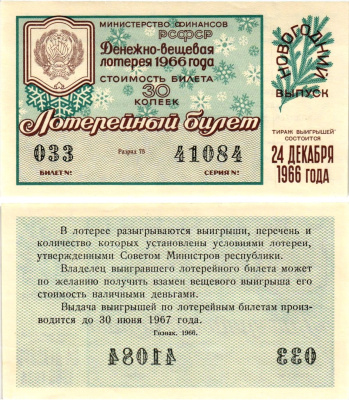 МИНИСТЕРСТВО ФИНАНСОВ
РСФСР
Денежно-вещевая
лотерея 1966 года
СТОИМОСТЬ БИЛЕТА
30
КОПЕЕК
НОВОГОДНИЙ
ВЫПУСК
Лотерейный билет
033 Разряд 75 41084
БИЛЕТ № СЕРИЯ №
ТИРАЖ ВЫИГРЫШЕЙ
СОСТОИТСЯ
24 ДЕКАБРЯ
1966 ГОДА
В лотерее разыгрываются выигрыши, перечень и
количество которых установлены условиями лотереи,
утвержденными Советом Министров республики.
Владелец выигравшего лотерейного билета может
по желанию получить взамен вещевого выигрыша его
стоимость наличными деньгами.
Выдача выигрышей по лотерейным билетам произ-
водится до 30 июня 1967 года.
Гознак. 1966.
41084 033